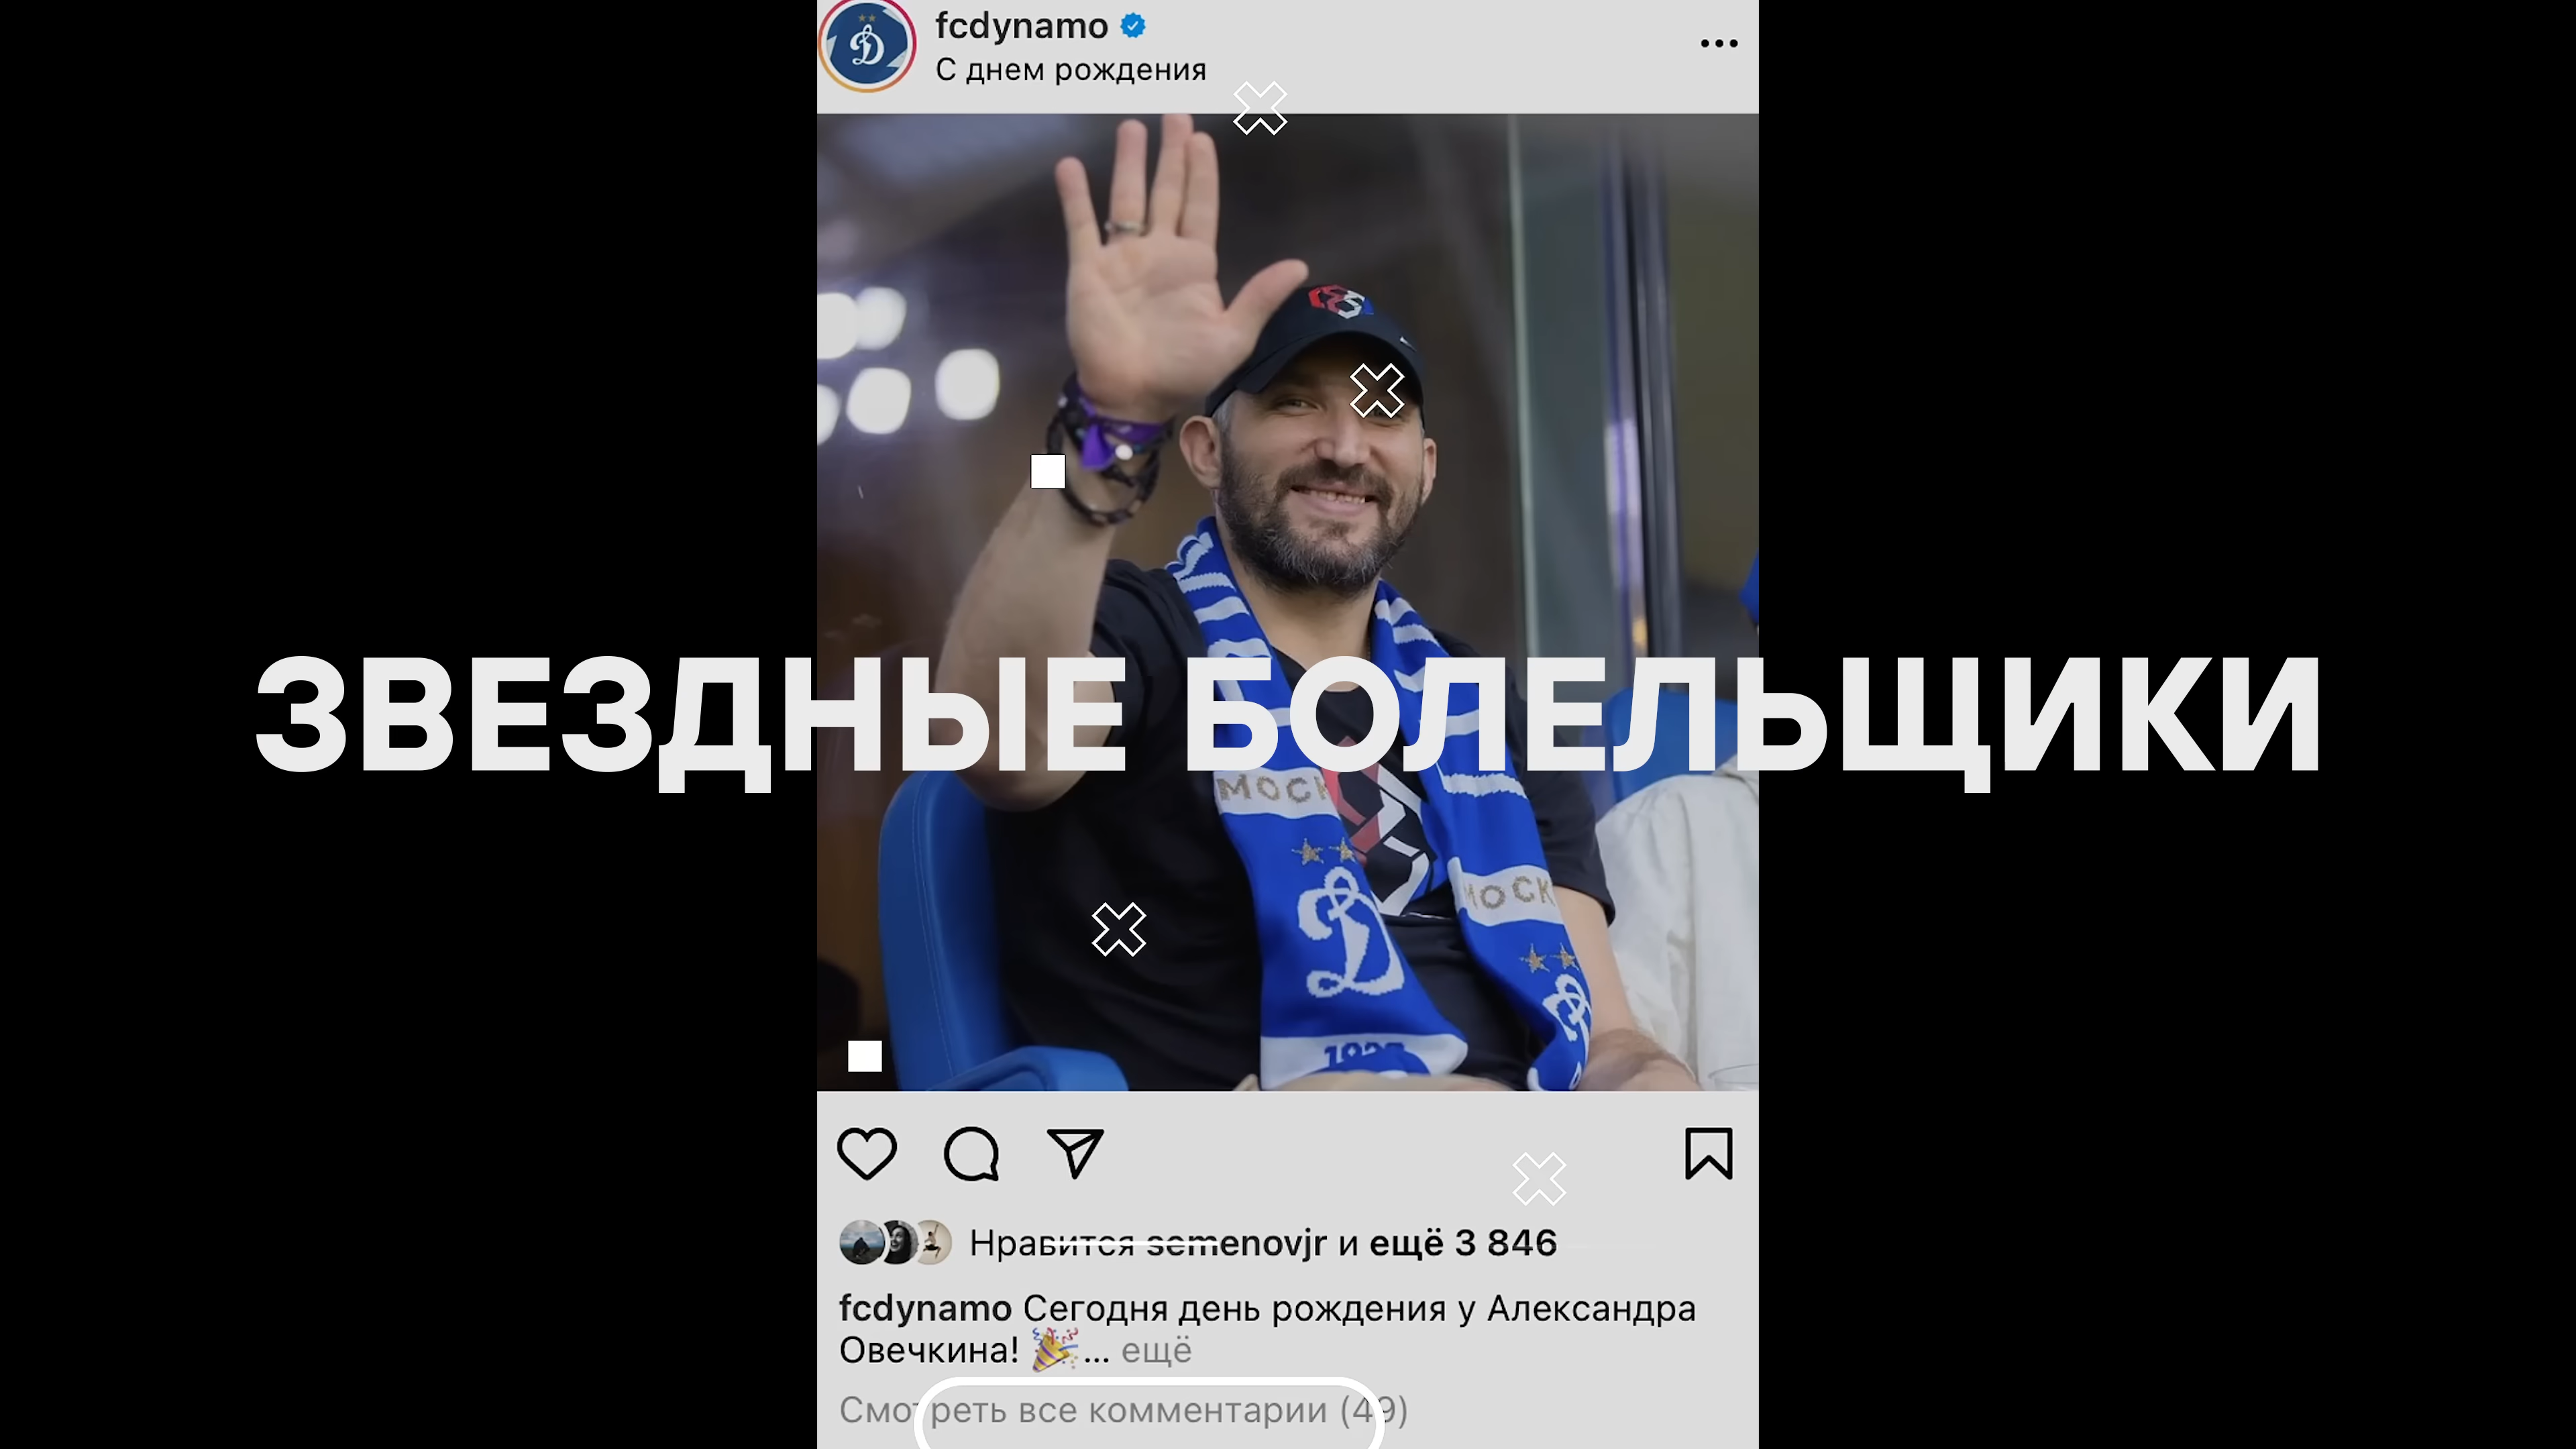 fcdynamo
С днем рождения
ЗВЕЗДНЫЕ БОЛЕЛЬЩИКИ
Нравится semenovjr и ещё 3 846
fcdynamo Сегодня день рождения у Александра
Овечкина! 🎉... ещё
Смотреть все комментарии (49)